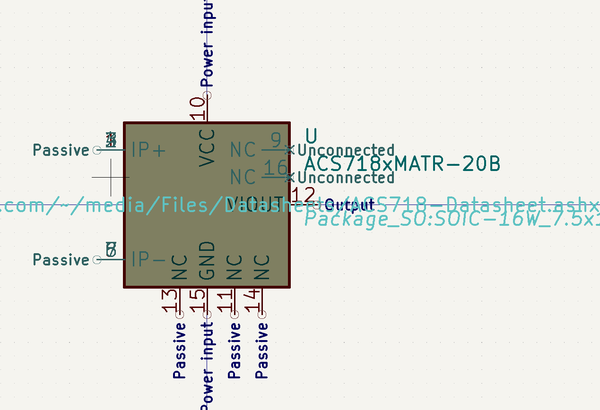 Power input
10
VCC
U
Passive
IP+
NC
9
Unconnected
ACS718xMATR-20B
NC
16
Unconnected
VIOUT
12
Output
.com/~/media/Files/Datasheets/ACS718-Datasheet.ashx
Package_SO:SOIC-16W_7.5x1
Passive
IP-
NC
GND
NC
NC
13
15
11
14
Passive
Power input
Passive
Passive